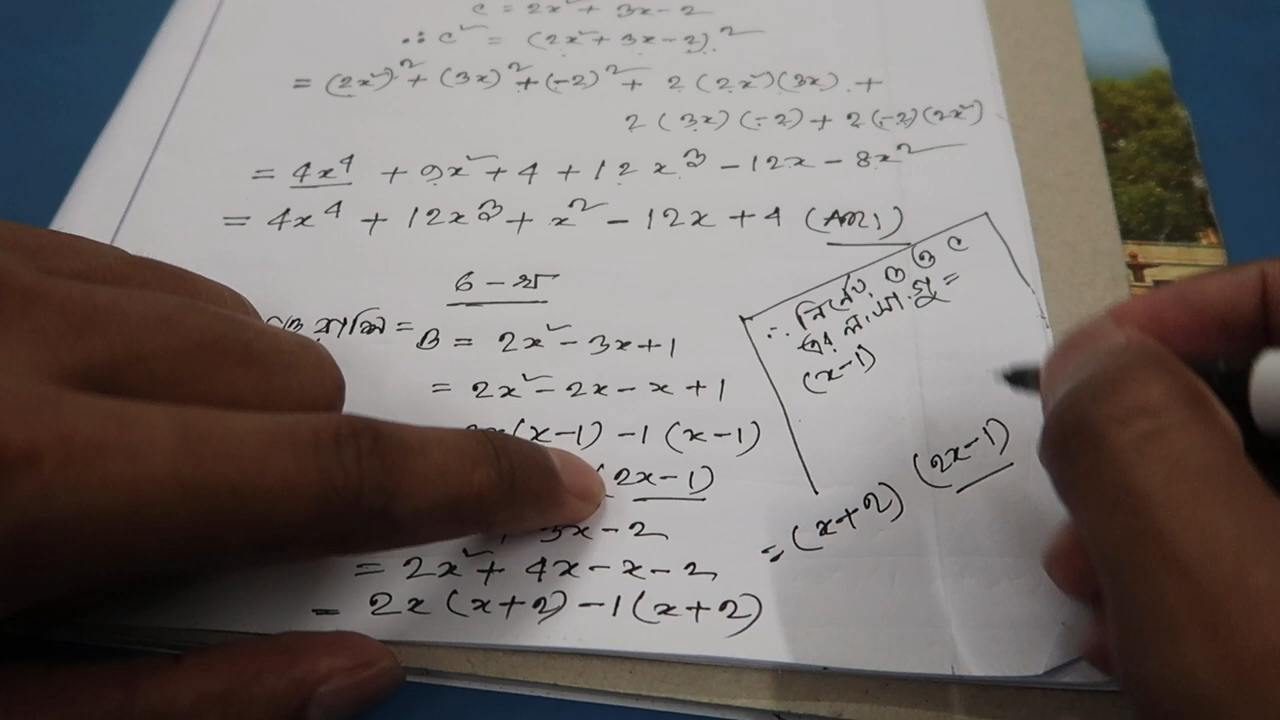 C = 2x² + 3x - 2
∴ C² = (2x² + 3x - 2)²
= (2x²)² + (3x)² + (-2)² + 2(2x²)(3x) +
2(3x)(-2) + 2(-2)(2x²)
= 4x⁴ + 9x² + 4 + 12x³ - 12x - 8x²
= 4x⁴ + 12x³ + x² - 12x + 4 (Ans)
রাশি = B = 2x² - 3x + 1
= 2x² - 2x - x + 1
(x-1) - 1(x-1)
(2x-1)
3x - 2
= 2x² + 4x - x - 2
= 2x(x+2) - 1(x+2)
= (x+2)(2x-1)
∴ নির্ণেয় B ও C
এর ল.সা.গু =
(x-1)